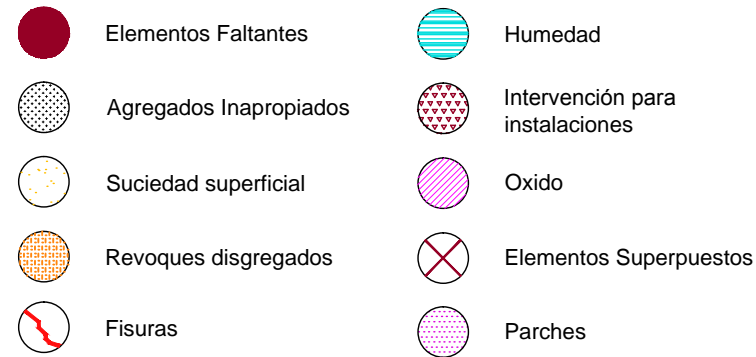 Elementos Faltantes
Agregados Inapropiados
Suciedad superficial
Revoques disgregados
Fisuras
Humedad
Intervención para
instalaciones
Oxido
Elementos Superpuestos
Parches